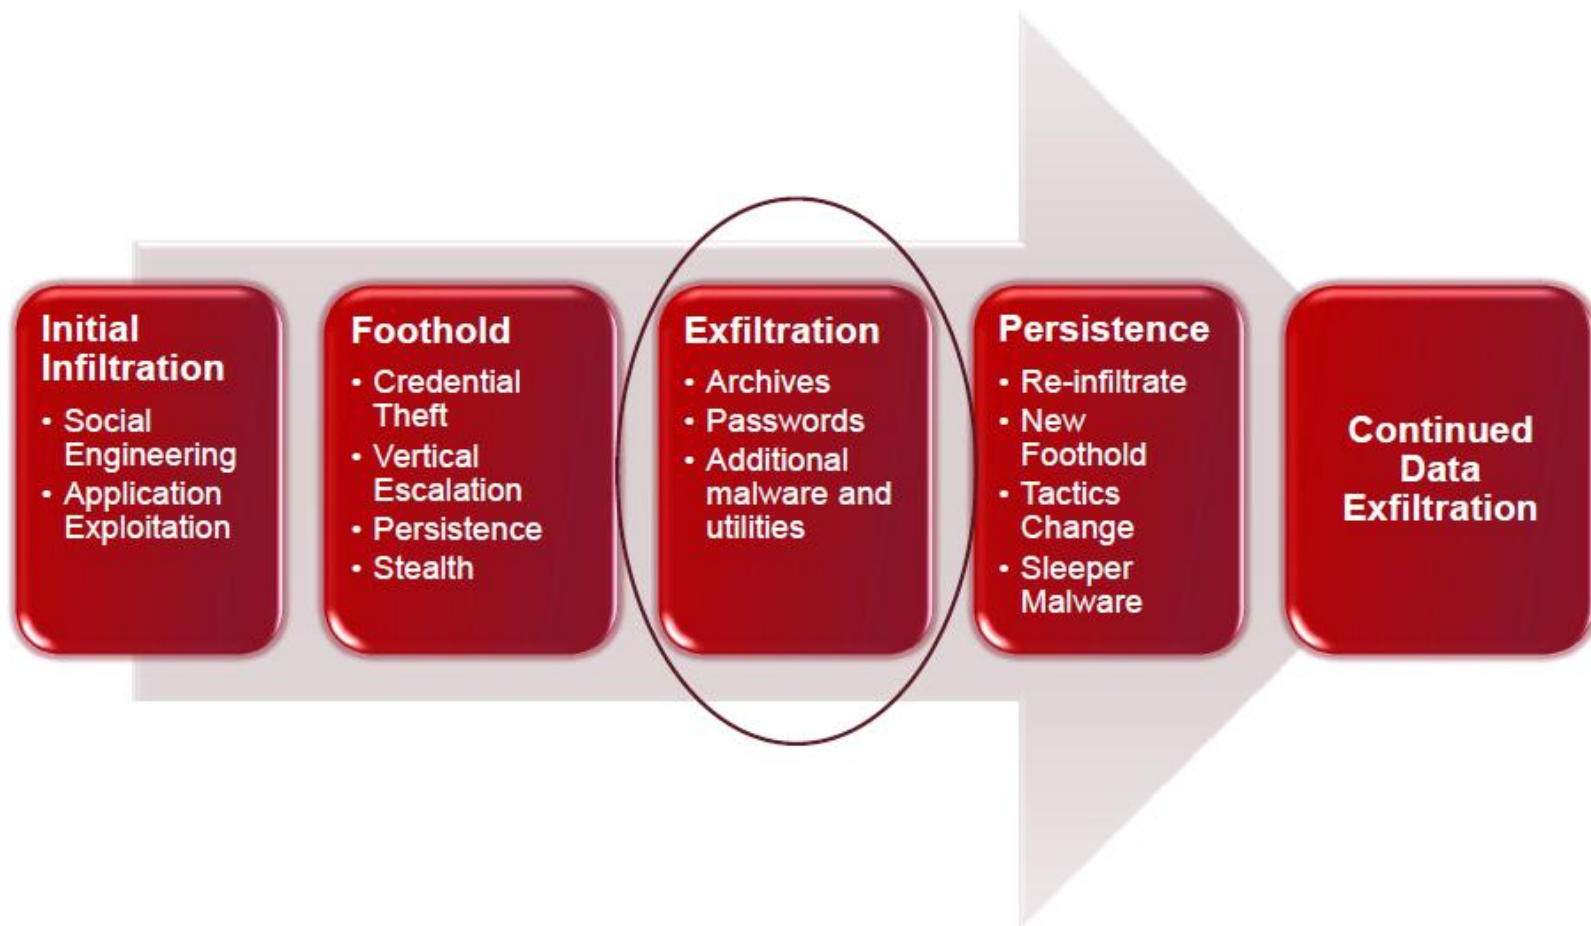 Initial
Infiltration
• Social
Engineering
• Application
Exploitation
Foothold
• Credential
Theft
• Vertical
Escalation
• Persistence
• Stealth
Exfiltration
• Archives
• Passwords
• Additional
malware and
utilities
Persistence
• Re-infiltrate
• New
Foothold
• Tactics
Change
• Sleeper
Malware
Continued
Data
Exfiltration